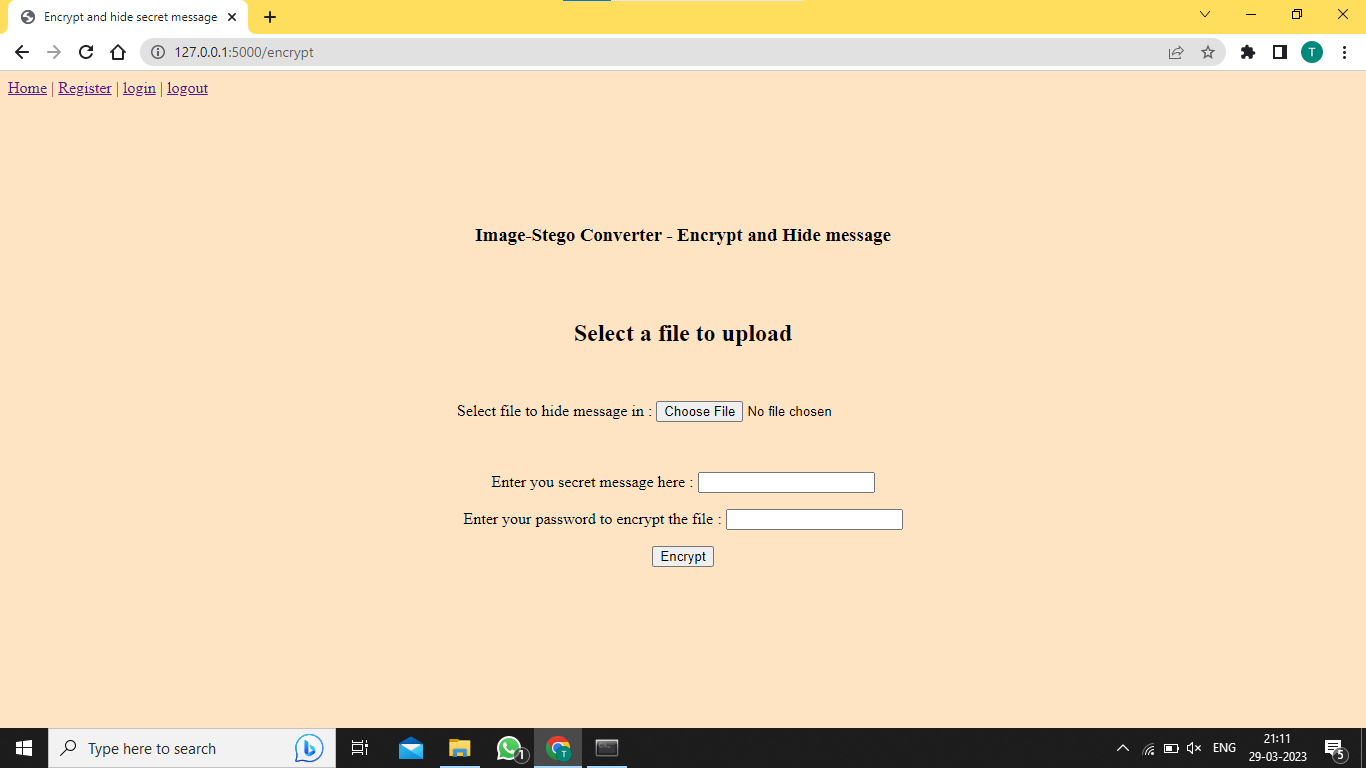 Encrypt and hide secret message
127.0.0.1:5000/encrypt
T
Home | Register | login | logout
Image-Stego Converter - Encrypt and Hide message
Select a file to upload
Select file to hide message in : Choose File No file chosen
Enter you secret message here :
Enter your password to encrypt the file :
Encrypt
Type here to search
1
T
ENG
21:11
29-03-2023
5